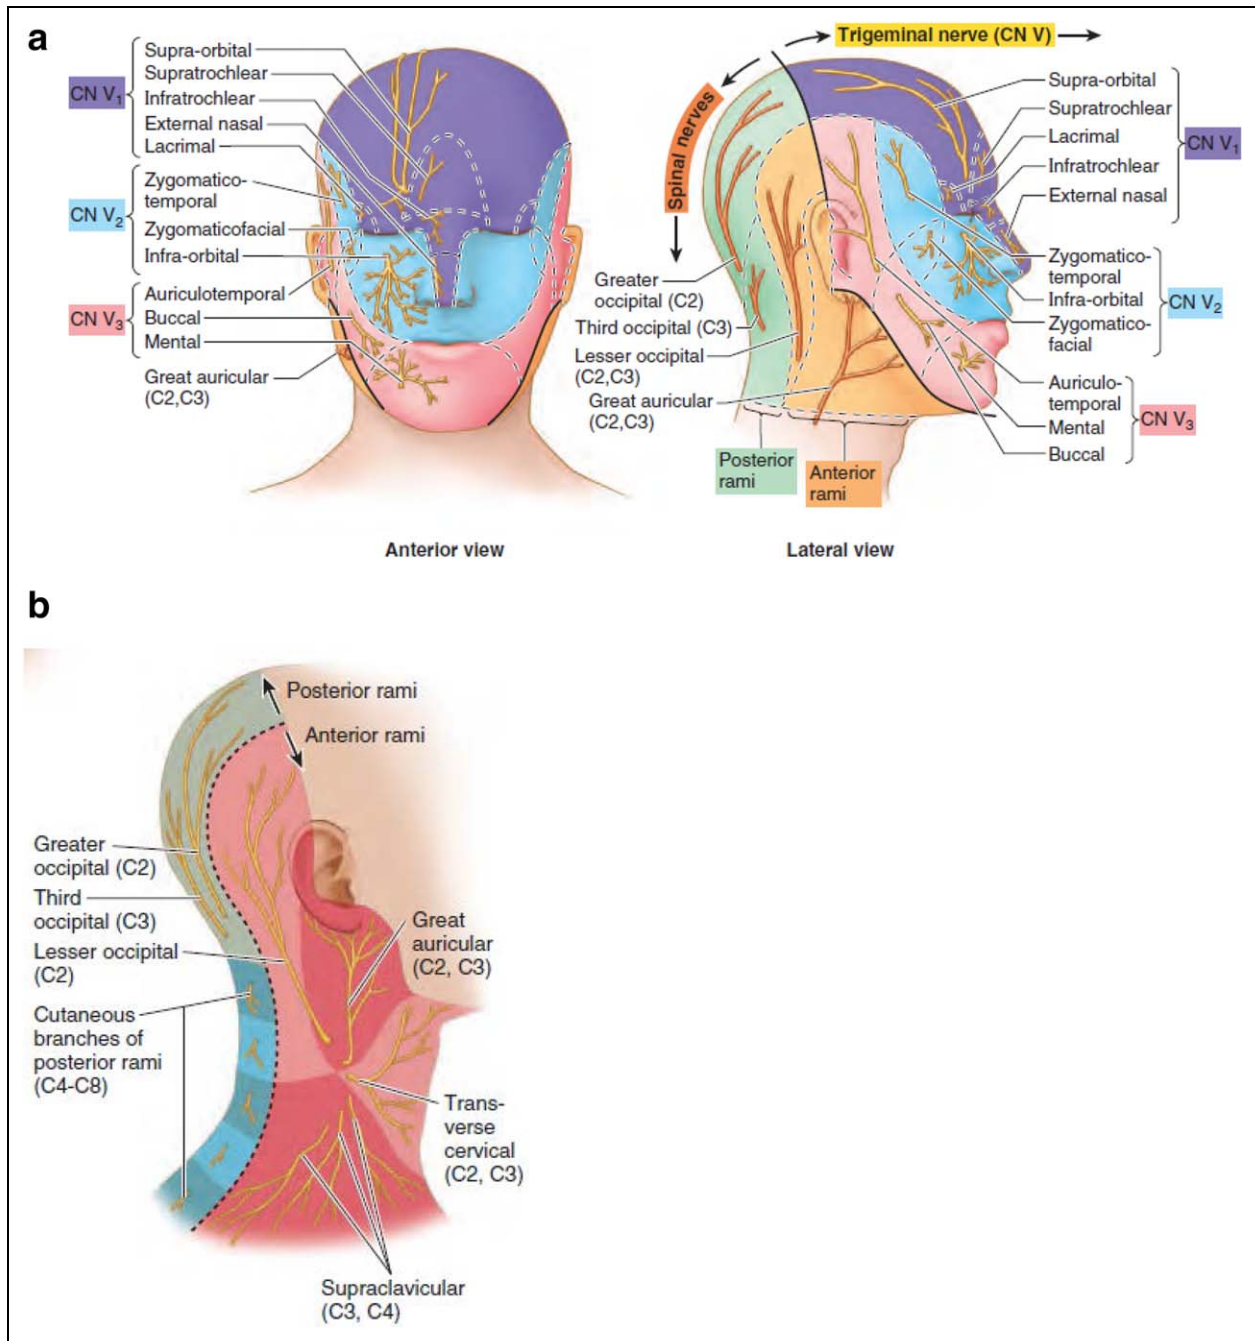 a
CN V₁
Supra-orbital
Supratrochlear
Infratrochlear
External nasal
Lacrimal
CN V₂
Zygomatico-
temporal
Zygomaticofacial
Infra-orbital
CN V₃
Auriculotemporal
Buccal
Mental
Great auricular
(C2,C3)
Anterior view
Trigeminal nerve (CN V)
Spinal nerves
Supra-orbital
Supratrochlear
Lacrimal
Infratrochlear
External nasal
CN V₁
Zygomatico-
temporal
Infra-orbital
Zygomatico-
facial
CN V₂
Auriculo-
temporal
Mental
Buccal
CN V₃
Greater
occipital (C2)
Third occipital (C3)
Lesser occipital
(C2,C3)
Great auricular
(C2,C3)
Posterior
rami
Anterior
rami
Lateral view
b
Posterior rami
Anterior rami
Greater
occipital (C2)
Third
occipital (C3)
Lesser occipital
(C2)
Cutaneous
branches of
posterior rami
(C4-C8)
Great
auricular
(C2, C3)
Trans-
verse
cervical
(C2, C3)
Supraclavicular
(C3, C4)